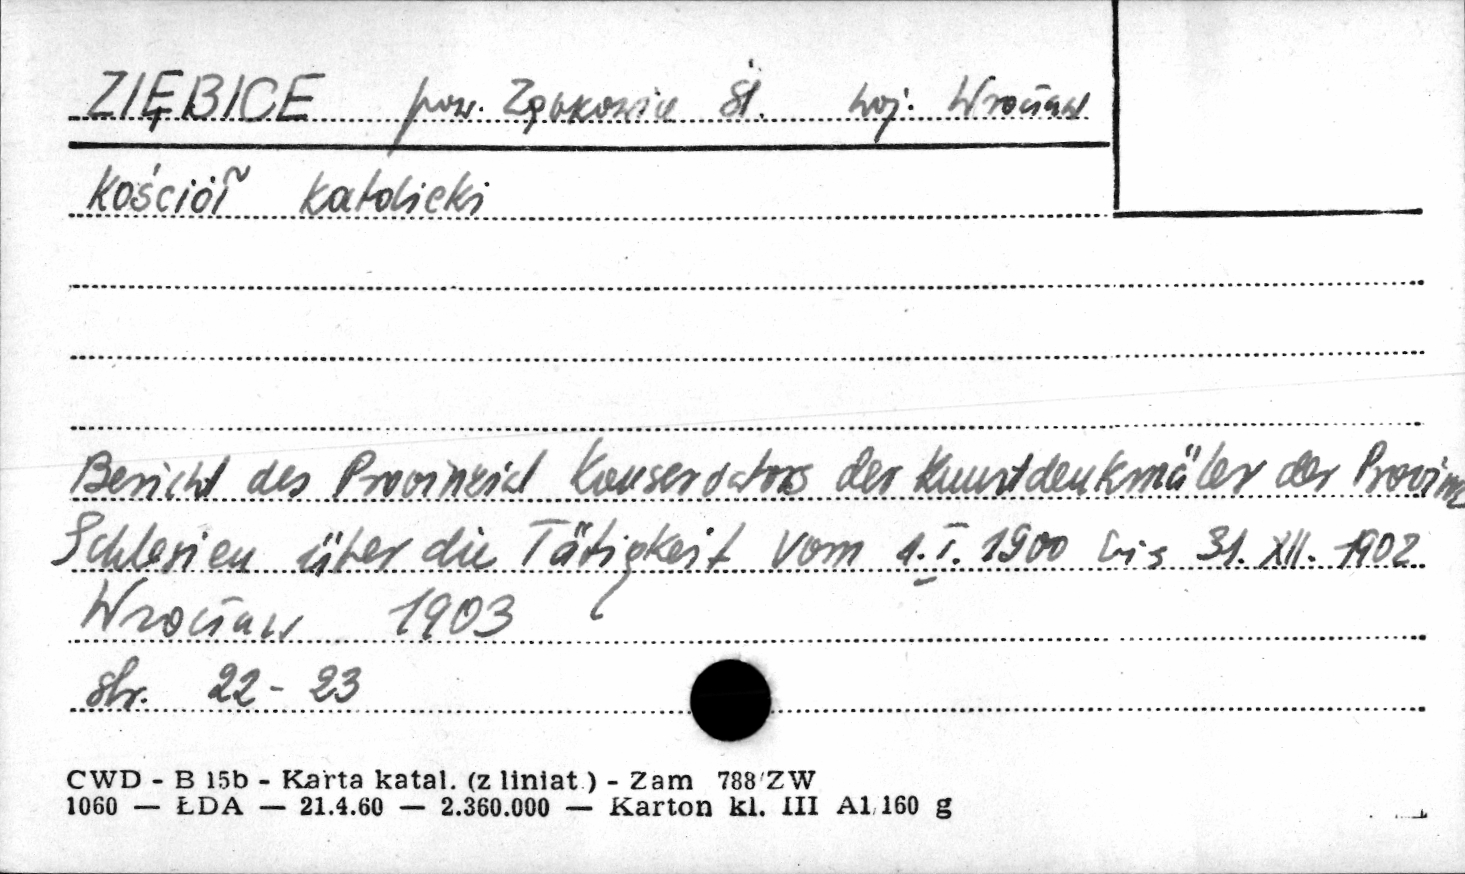 ZIĘBICE pow. Ząbkowice Śl. woj. Wrocław
Kościół katolicki
Bericht des Provinzial Konservators der Kunstdenkmäler der Provinz
Schlesien über die Tätigkeit vom 1.I.1900 bis 31.XII.1902
Wrocław 1903
str. 22-23
CWD - B 15b - Karta katal. (z liniat.) - Zam 788/ZW
1060 — ŁDA — 21.4.60 — 2.360.000 — Karton kl. III A1/160 g